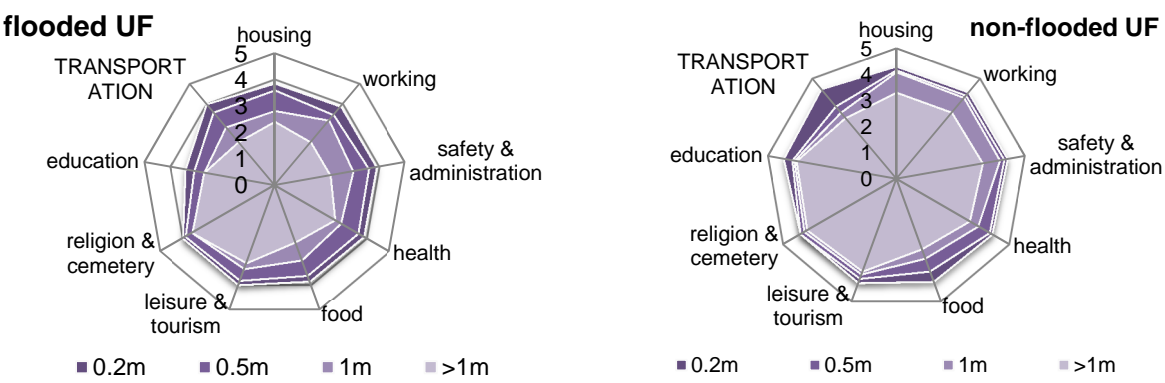 flooded UF
housing
5
4
3
2
1
0
TRANSPORT
ATION
working
safety &
administration
education
religion &
cemetery
health
leisure &
tourism
food
0.2m
0.5m
1m
>1m
non-flooded UF
housing
5
4
3
2
1
0
TRANSPORT
ATION
working
safety &
administration
education
religion &
cemetery
health
leisure &
tourism
food
0.2m
0.5m
1m
>1m